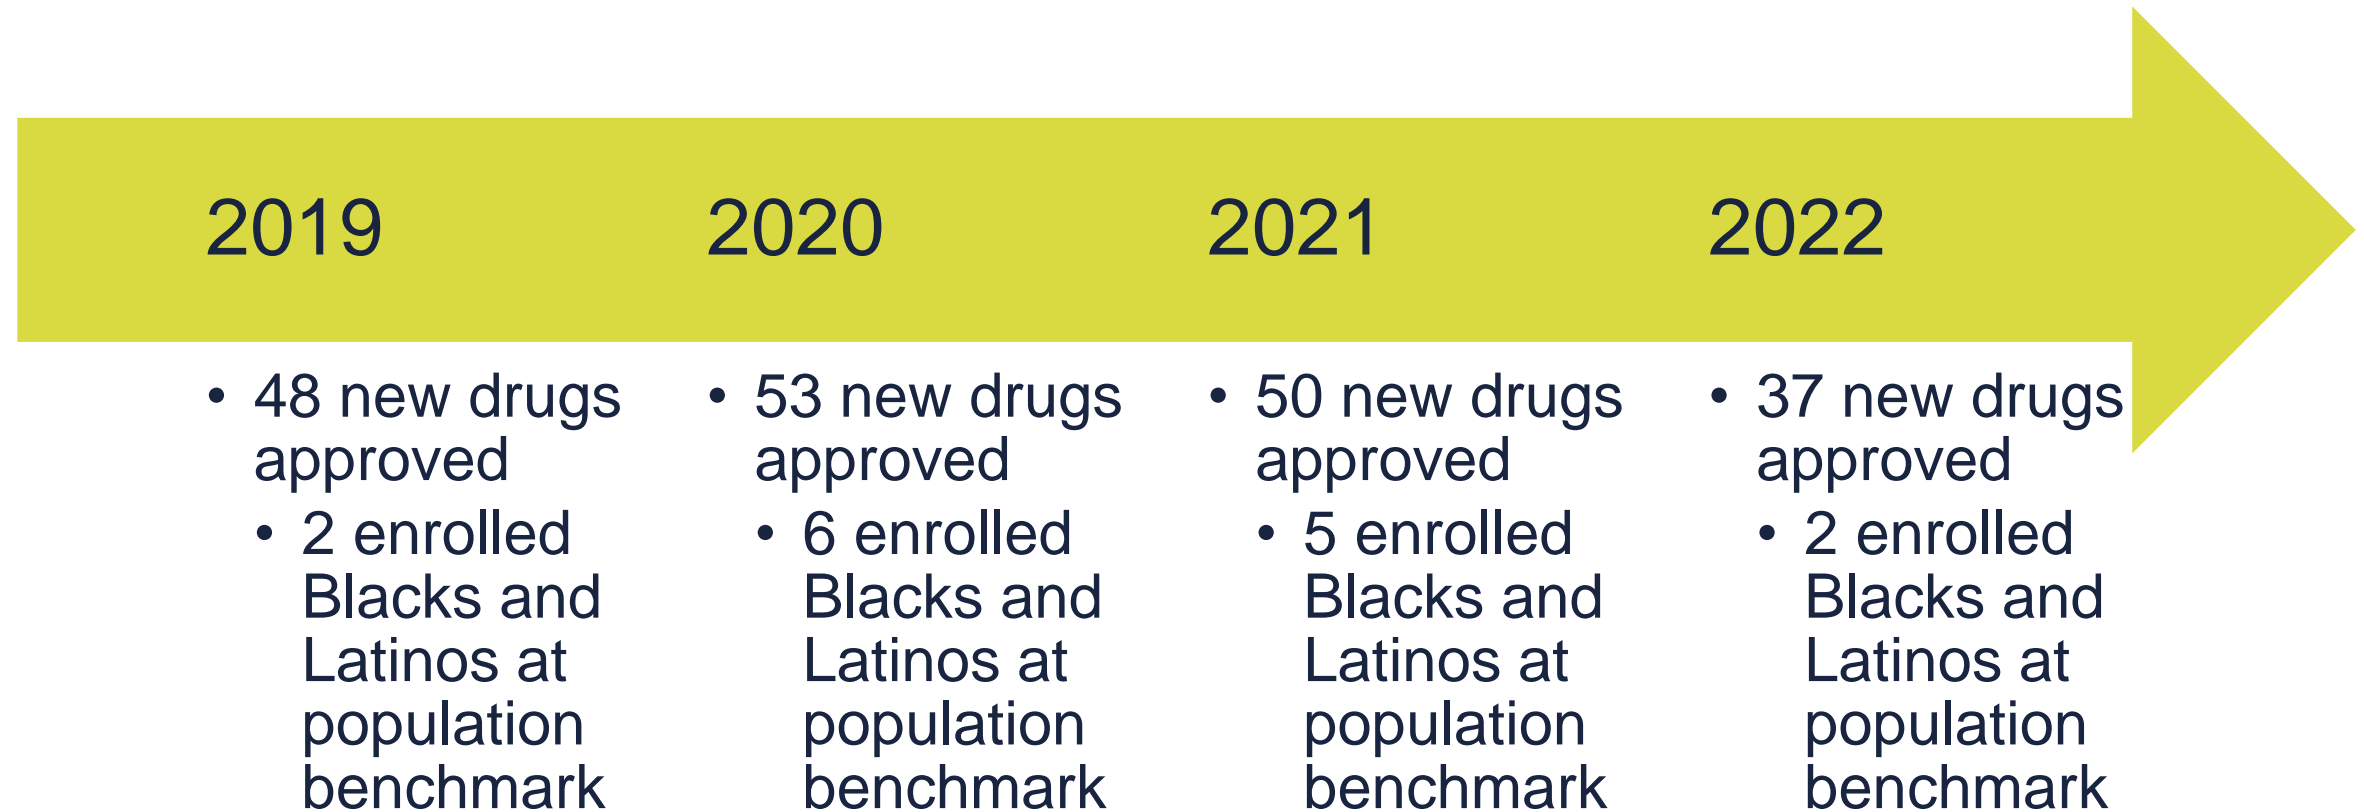 2019
2020
2021
2022
• 48 new drugs
approved
• 2 enrolled
Blacks and
Latinos at
population
benchmark
• 53 new drugs
approved
• 6 enrolled
Blacks and
Latinos at
population
benchmark
• 50 new drugs
approved
• 5 enrolled
Blacks and
Latinos at
population
benchmark
• 37 new drugs
approved
• 2 enrolled
Blacks and
Latinos at
population
benchmark